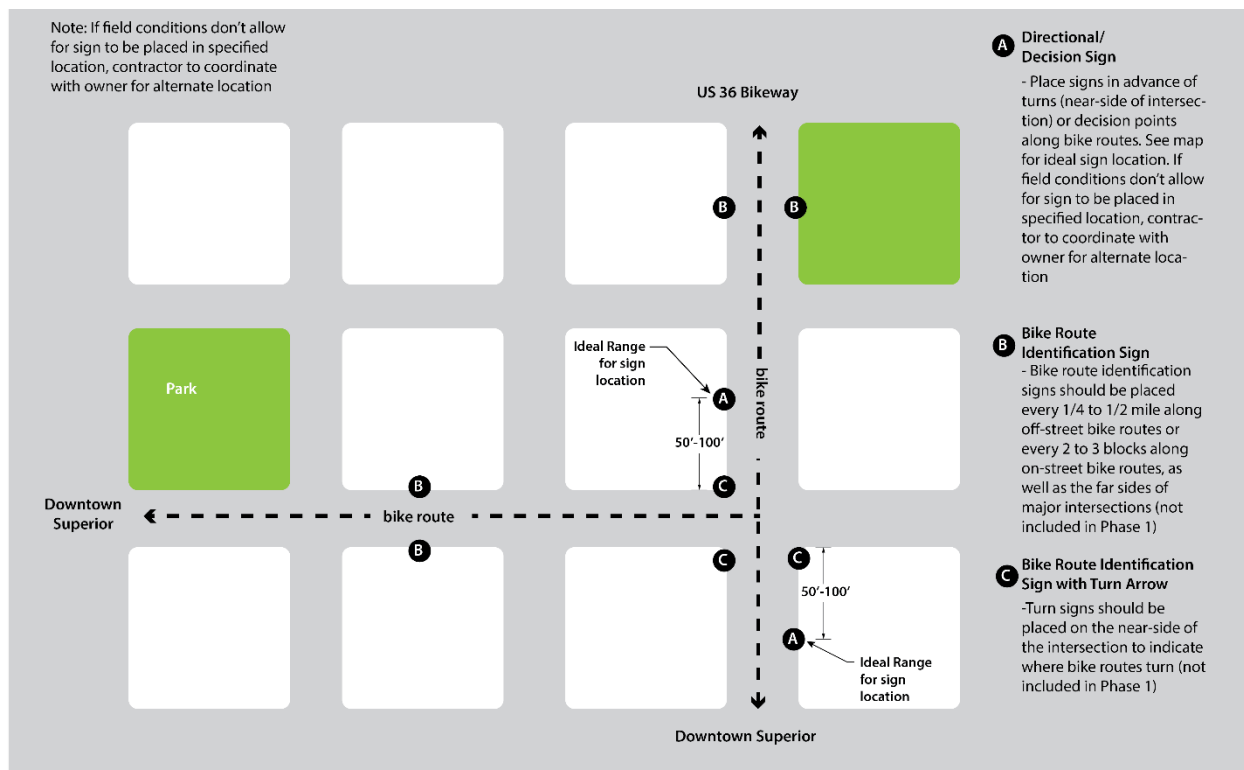 Note: If field conditions don't allow
for sign to be placed in specified
location, contractor to coordinate
with owner for alternate location
US 36 Bikeway
B
B
Park
Ideal Range
for sign
location
A
50'-100'
C
bike route
Downtown
Superior
B
bike route
B
C
C
50'-100'
A
Ideal Range
for sign
location
Downtown Superior
A
Directional/
Decision Sign
- Place signs in advance of
turns (near-side of intersec-
tion) or decision points
along bike routes. See map
for ideal sign location. If
field conditions don't allow
for sign to be placed in
specified location, contrac-
tor to coordinate with
owner for alternate loca-
tion
B
Bike Route
Identification Sign
- Bike route identification
signs should be placed
every 1/4 to 1/2 mile along
off-street bike routes or
every 2 to 3 blocks along
on-street bike routes, as
well as the far sides of
major intersections (not
included in Phase 1)
C
Bike Route Identification
Sign with Turn Arrow
-Turn signs should be
placed on the near-side of
the intersection to indicate
where bike routes turn (not
included in Phase 1)